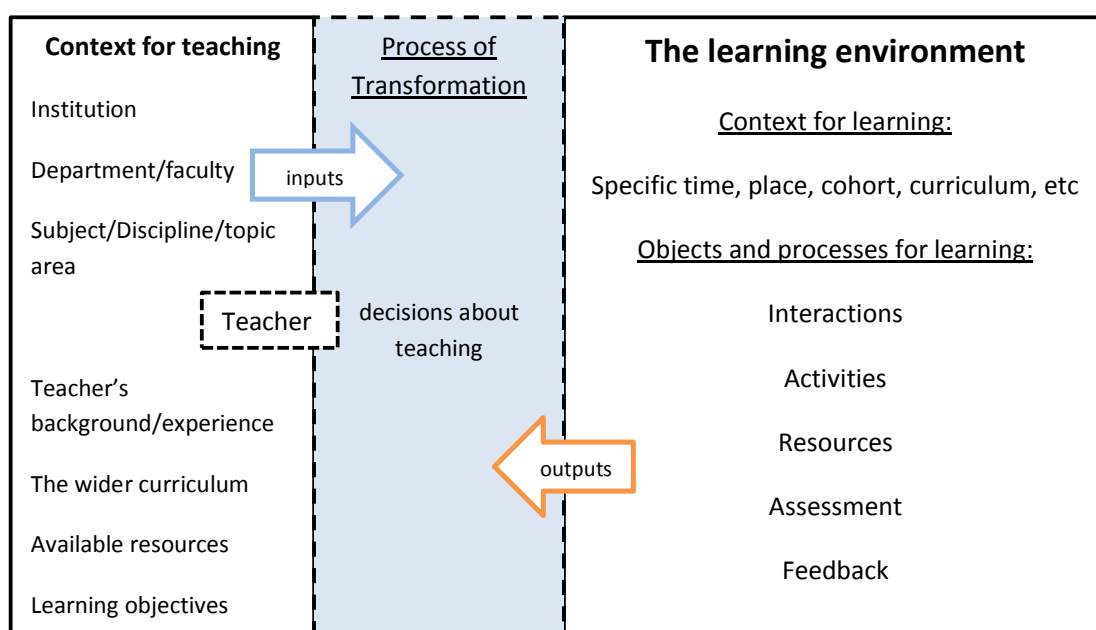 Context for teaching
Institution
Department/faculty
Subject/Discipline/topic
area
Teacher
Teacher's
background/experience
The wider curriculum
Available resources
Learning objectives
Process of
Transformation
inputs
decisions about
teaching
outputs
The learning environment
Context for learning:
Specific time, place, cohort, curriculum, etc
Objects and processes for learning:
Interactions
Activities
Resources
Assessment
Feedback